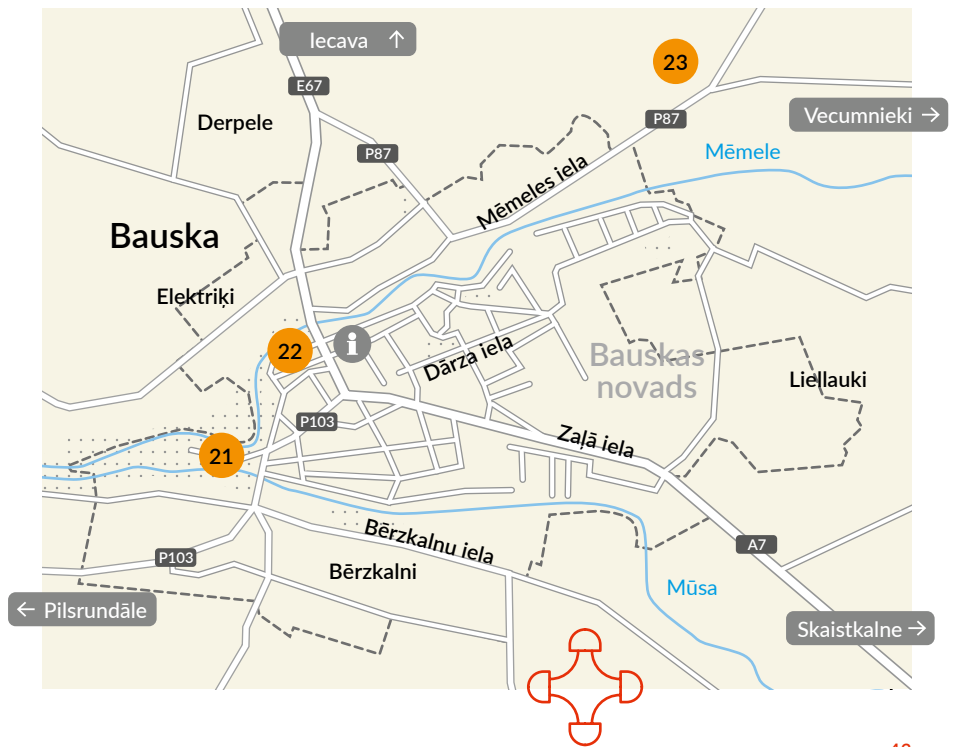 Iecava ↑
23
E67
Vecumnieki →
P87
Derpele
P87
Mēmele
Mēmeles iela
Bauska
Elektriķi
22
i
Dārza iela
Bauskas
novads
Liellauki
P103
Zaļā iela
21
Bērzkalnu iela
A7
P103
Bērzkalni
Mūsa
← Pilsrundāle
Skaistkalne →